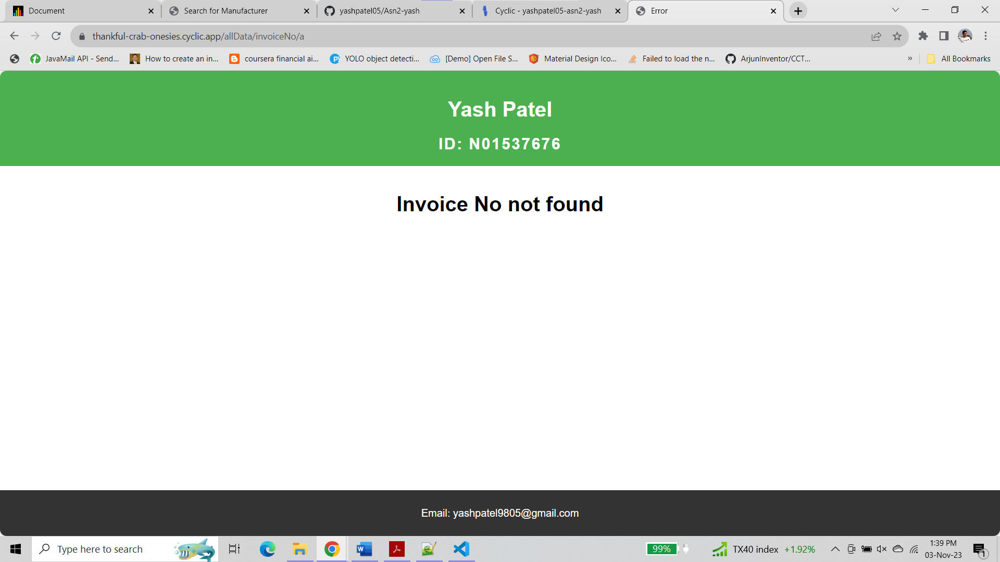 Document
Search for Manufacturer
yashpatel05/Asn2-yash
Cyclic - yashpatel05-asn2-yash
Error
thankful-crab-onesies.cyclic.app/allData/invoiceNo/a
JavaMail API - Send...
How to create an in...
coursera financial ai...
YOLO object detecti...
[Demo] Open File S...
Material Design Ico...
Failed to load the n...
ArjunInventor/CCT...
»
All Bookmarks
Yash Patel
ID: N01537676
Invoice No not found
Email: yashpatel9805@gmail.com
Type here to search
99%
TX40 index +1.92%
1:39 PM
03-Nov-23
1